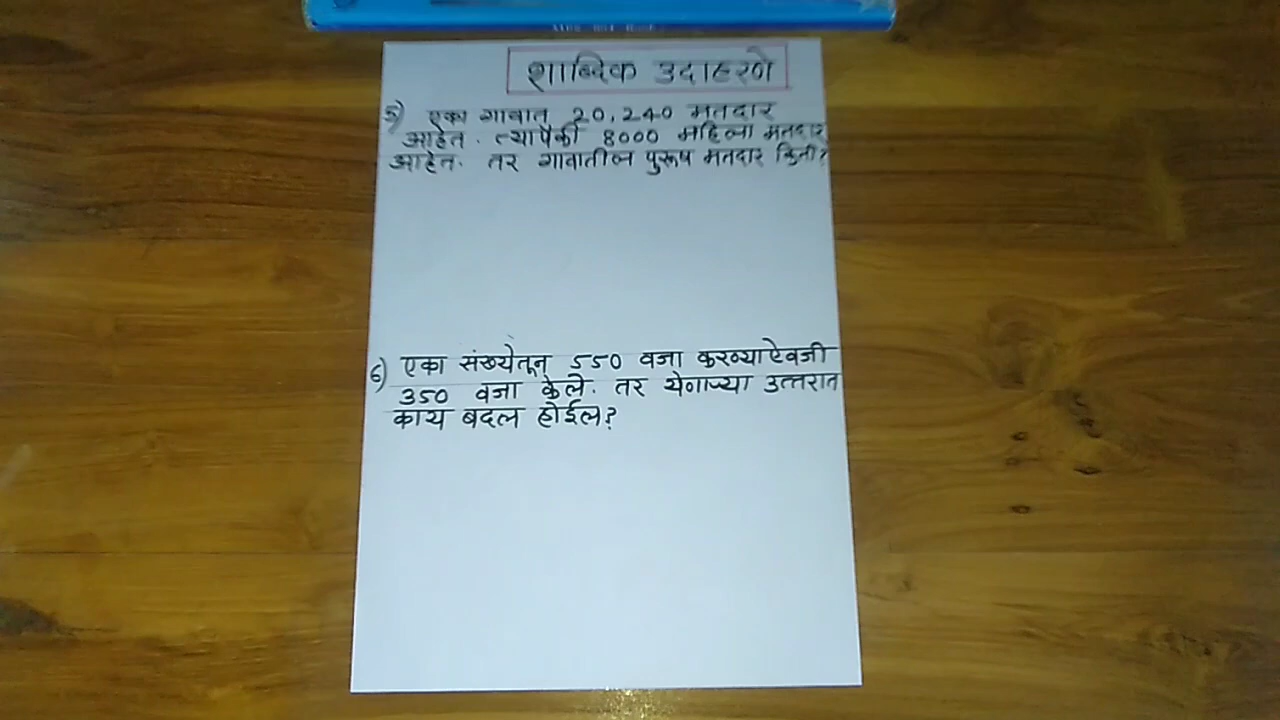 शाब्दिक उदाहरणे
5) एका गावात 20,240 मतदार
आहेत. त्यापैकी 8000 महिला मतदार
आहेत. तर गावातील पुरूष मतदार किती?
6) एका संख्येतून 550 वजा करण्याऐवजी
350 वजा केले. तर येणाऱ्या उत्तरात
काय बदल होईल?